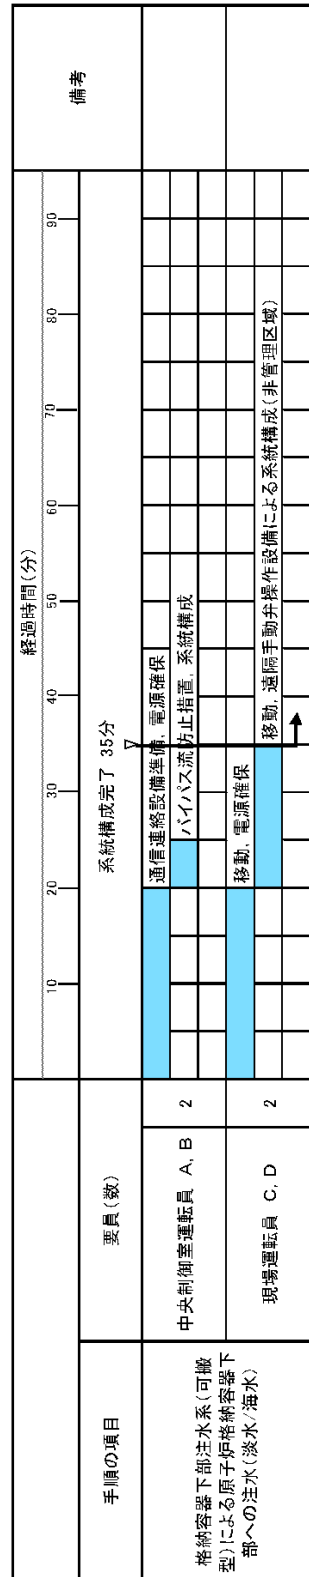 経過時間(分)
10 20 30 40 50 60 70 80 90
手順の項目
要員(数)
系統構成完了 35分
備考
格納容器下部注水系(可搬
型)による原子炉格納容器下
部への注水(淡水/海水)
中央制御室運転員 A, B
2
通信連絡設備準備, 電源確保
バイパス流防止措置, 系統構成
現場運転員 C, D
2
移動, 電源確保
移動, 遠隔手動弁操作設備による系統構成(非管理区域)